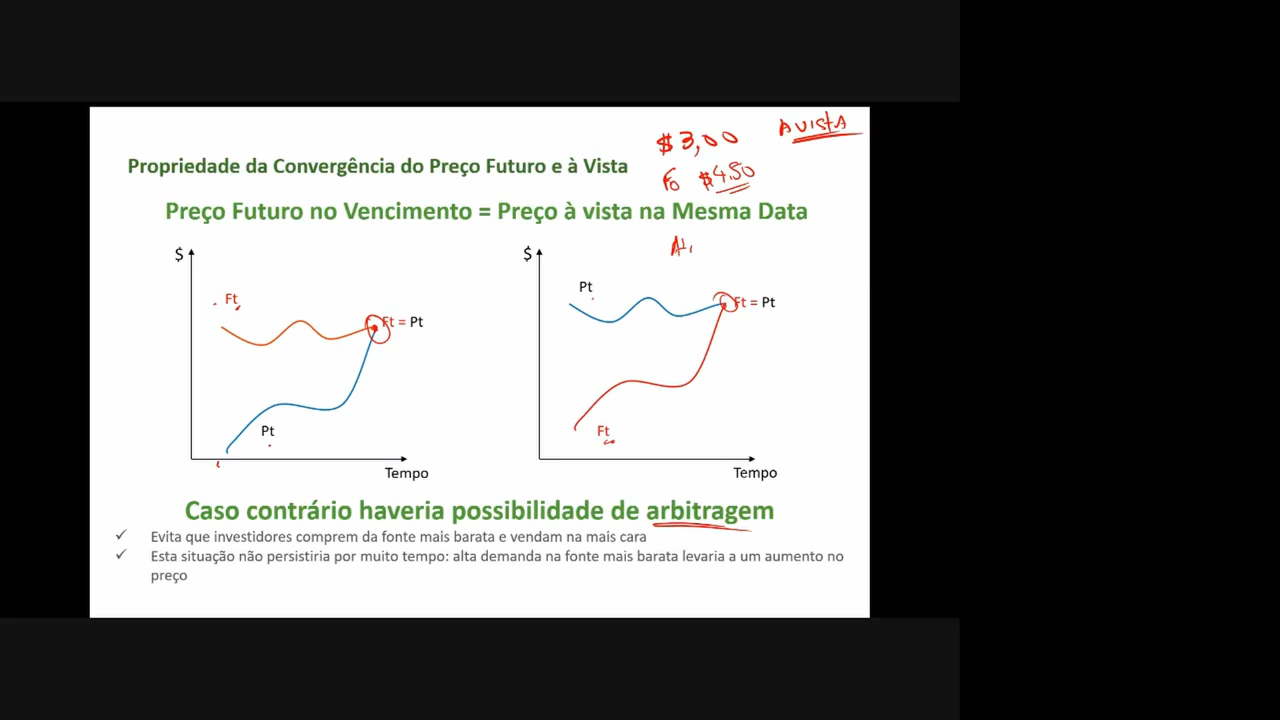 A VISTA
$ 3,00
Propriedade da Convergência do Preço Futuro e à Vista
Fo $4.50
Preço Futuro no Vencimento = Preço à vista na Mesma Data
$
Ft
Ft = Pt
Pt
Tempo
$
Pt
Ft = Pt
Ft
Tempo
Caso contrário haveria possibilidade de arbitragem
✓ Evita que investidores comprem da fonte mais barata e vendam na mais cara
✓ Esta situação não persistiria por muito tempo: alta demanda na fonte mais barata levaria a um aumento no
preço